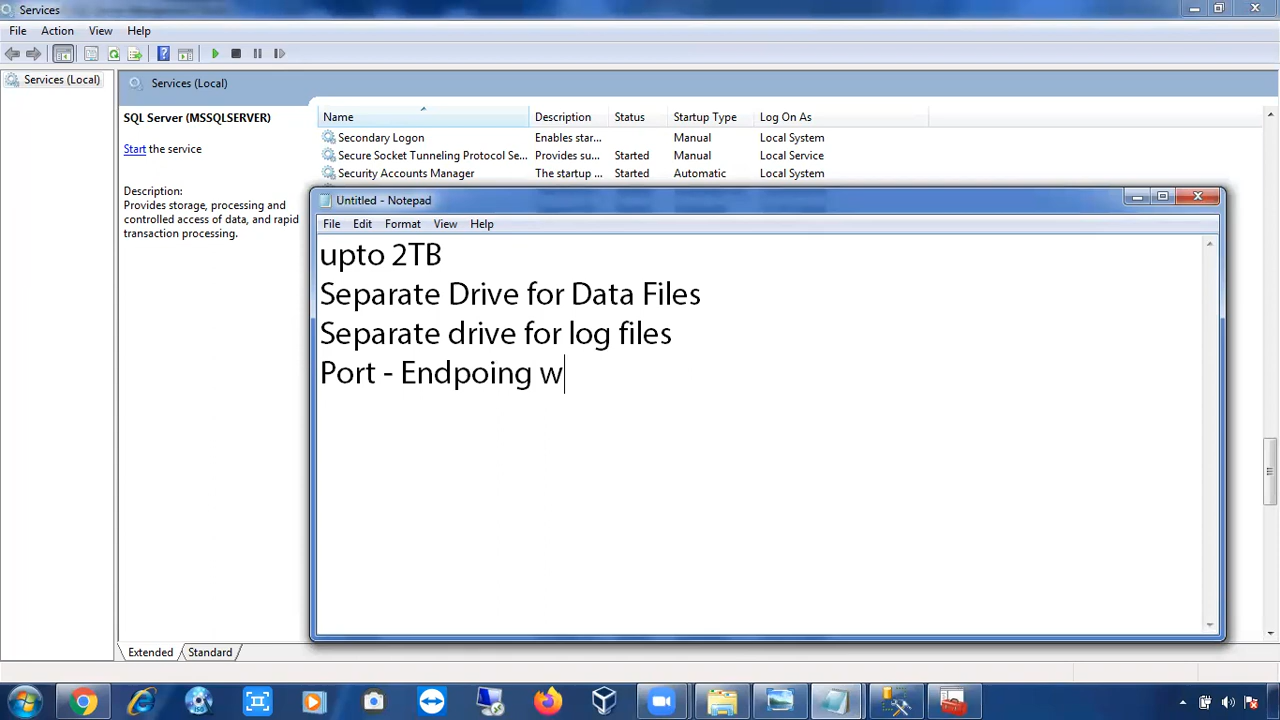 Services
File Action View Help
Services (Local)
Services (Local)
SQL Server (MSSQLSERVER)
Start the service
Description:
Provides storage, processing and
controlled access of data, and rapid
transaction processing.
Name Description Status Startup Type Log On As
Secondary Logon Enables star... Manual Local System
Secure Socket Tunneling Protocol Se... Provides su... Started Manual Local Service
Security Accounts Manager The startup ... Started Automatic Local System
Untitled - Notepad
File Edit Format View Help
upto 2TB
Separate Drive for Data Files
Separate drive for log files
Port - Endpoing w
Extended Standard